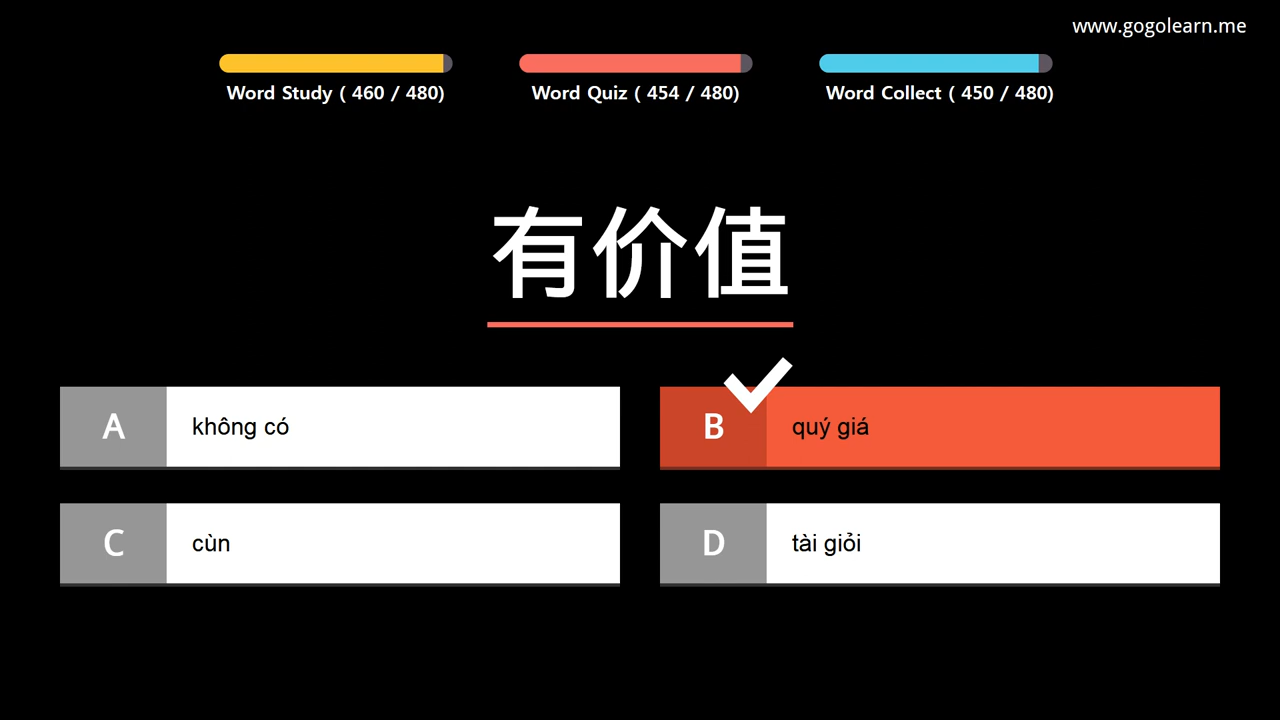 www.gogolearn.me
Word Study ( 460 / 480)
Word Quiz ( 454 / 480)
Word Collect ( 450 / 480)
有价值
A không có
B quý giá
C cùn
D tài giỏi